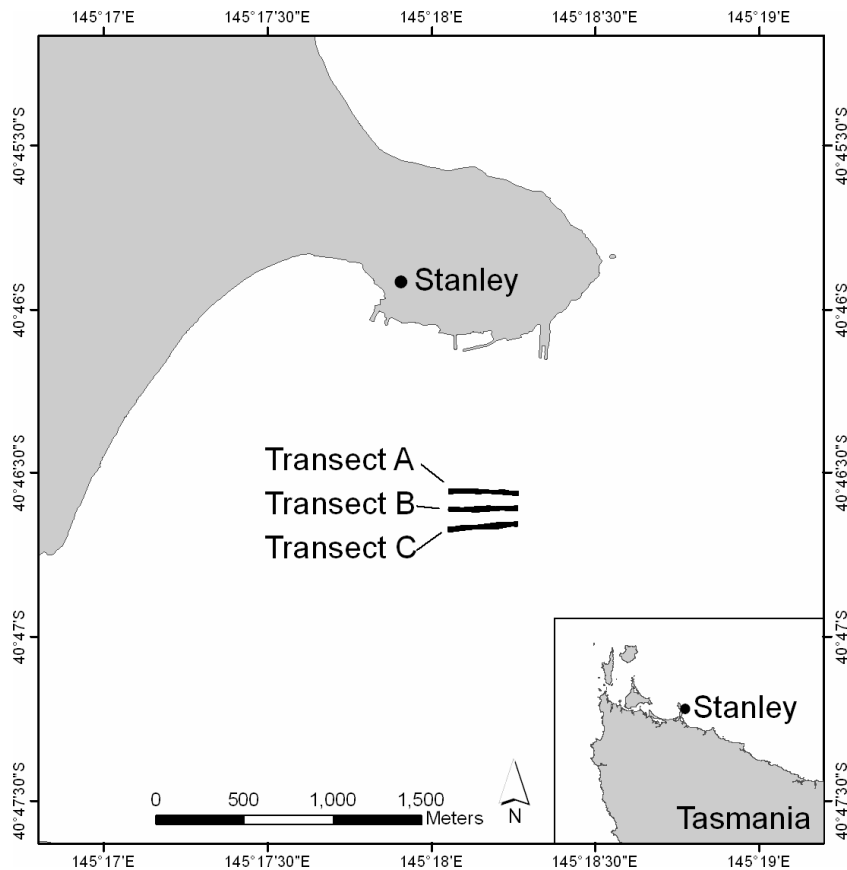 145°17'E 145°17'30"E 145°18'E 145°18'30"E 145°19'E
40°45'30"S 40°45'30"S
Stanley
40°46'S 40°46'S
Transect A
40°46'30"S 40°46'30"S
Transect B
Transect C
40°47'S 40°47'S
Stanley
0 500 1,000 1,500
Meters
N
Tasmania
40°47'30"S 40°47'30"S
145°17'E 145°17'30"E 145°18'E 145°18'30"E 145°19'E